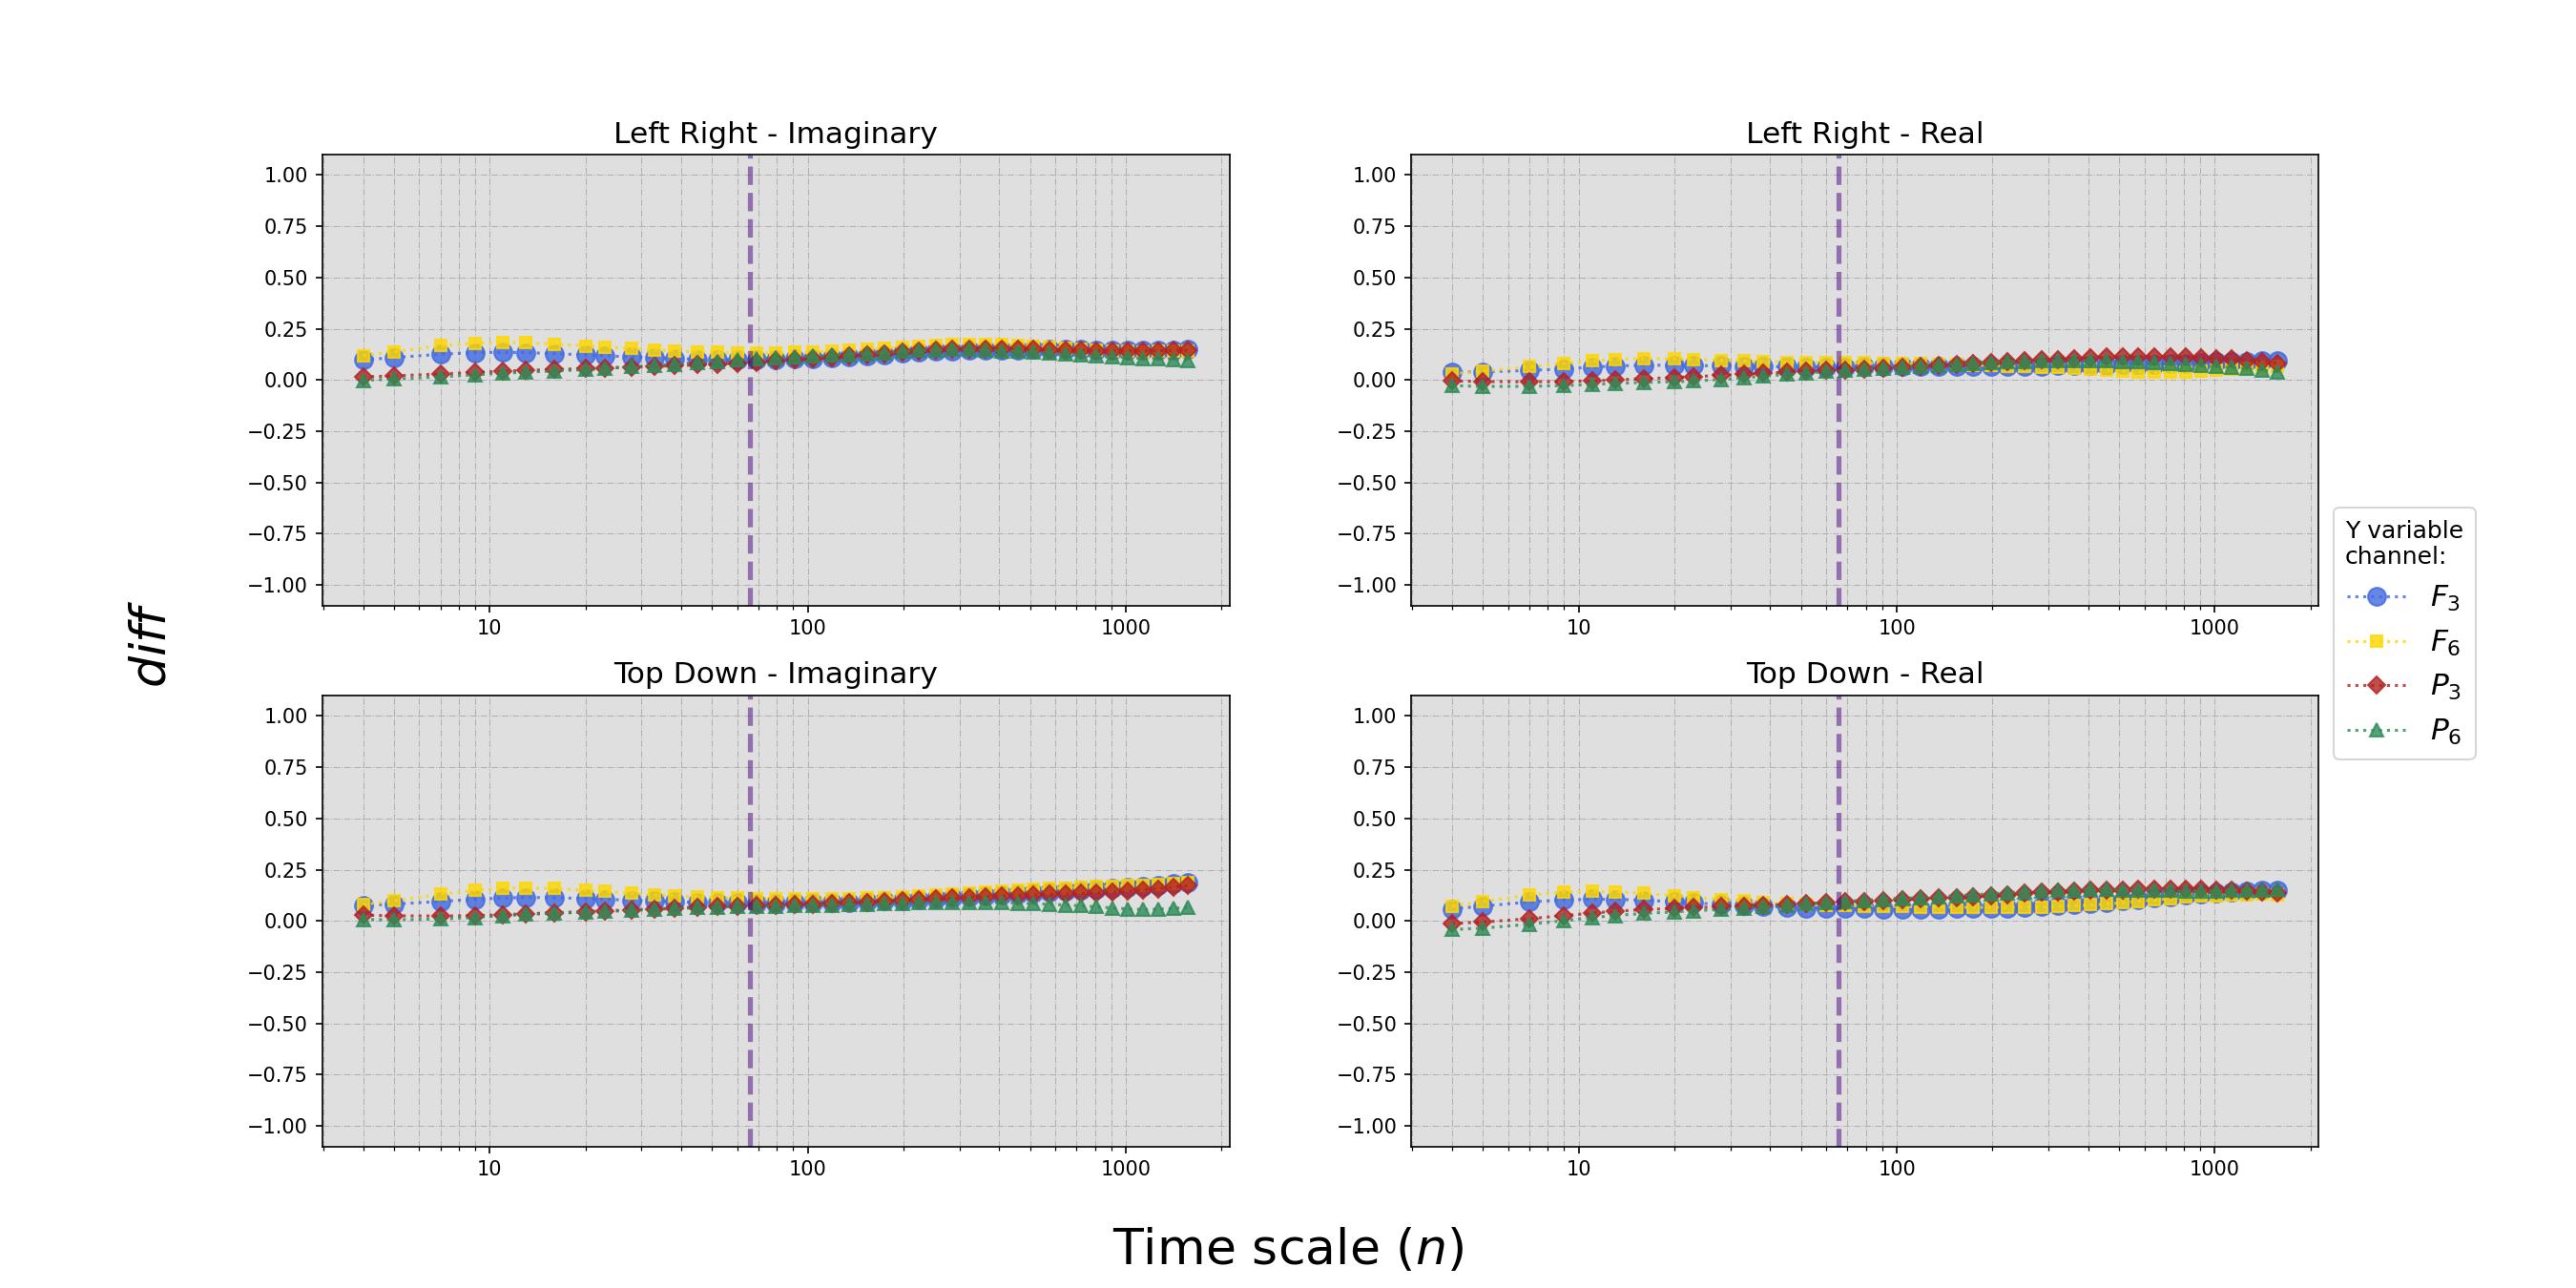 Left Right - Imaginary
1.00
0.75
0.50
0.25
0.00
−0.25
−0.50
−0.75
−1.00
10 100 1000
Left Right - Real
1.00
0.75
0.50
0.25
0.00
−0.25
−0.50
−0.75
−1.00
10 100 1000
Top Down - Imaginary
1.00
0.75
0.50
0.25
0.00
−0.25
−0.50
−0.75
−1.00
10 100 1000
Top Down - Real
1.00
0.75
0.50
0.25
0.00
−0.25
−0.50
−0.75
−1.00
10 100 1000
diff
Time scale (n)
Y variable
channel:
F3
F6
P3
P6